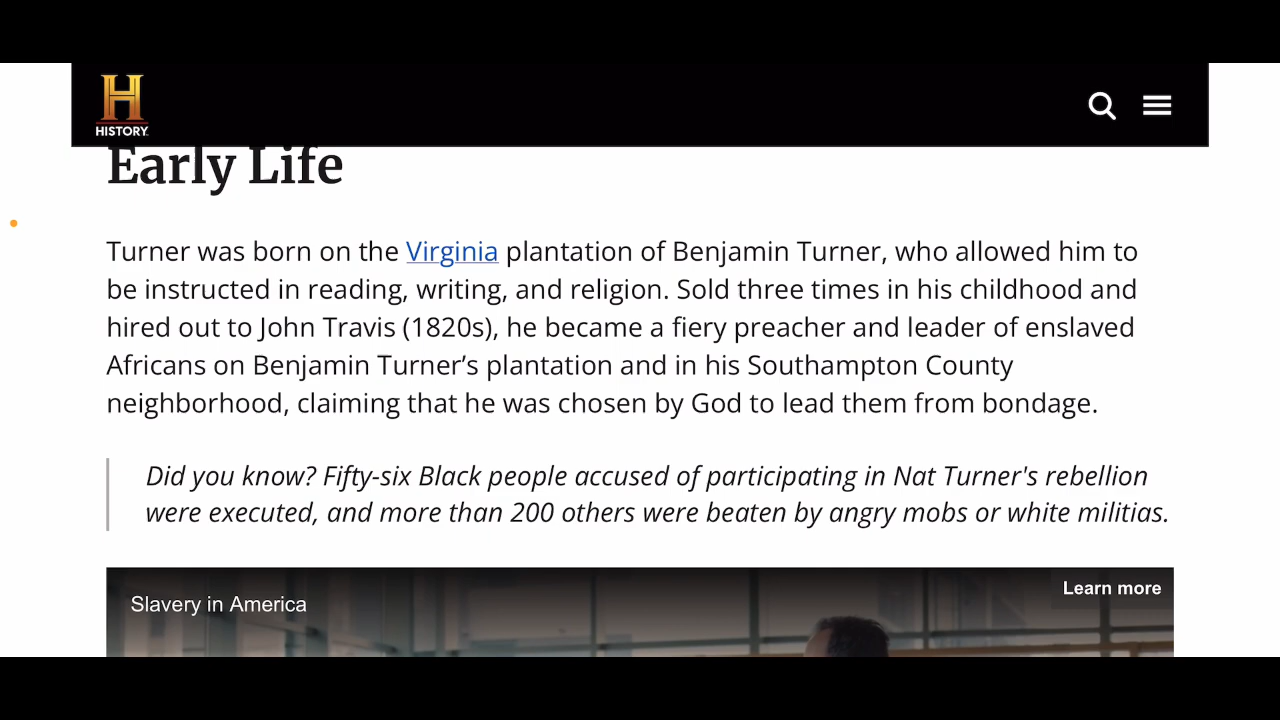 HISTORY
Early Life
Turner was born on the Virginia plantation of Benjamin Turner, who allowed him to
be instructed in reading, writing, and religion. Sold three times in his childhood and
hired out to John Travis (1820s), he became a fiery preacher and leader of enslaved
Africans on Benjamin Turner’s plantation and in his Southampton County
neighborhood, claiming that he was chosen by God to lead them from bondage.
Did you know? Fifty-six Black people accused of participating in Nat Turner's rebellion
were executed, and more than 200 others were beaten by angry mobs or white militias.
Slavery in America
Learn more